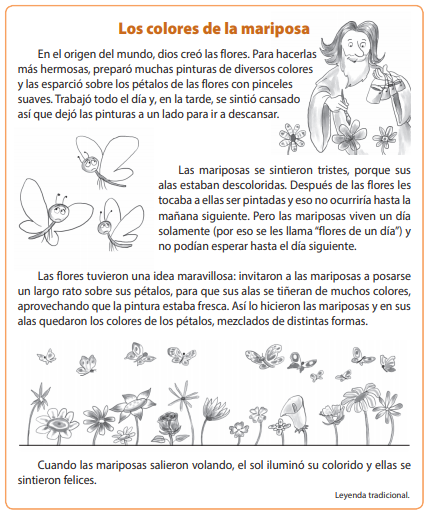 Los colores de la mariposa
En el origen del mundo, dios creó las flores. Para hacerlas
más hermosas, preparó muchas pinturas de diversos colores
y las esparció sobre los pétalos de las flores con pinceles
suaves. Trabajó todo el día y, en la tarde, se sintió cansado
así que dejó las pinturas a un lado para ir a descansar.
Las mariposas se sintieron tristes, porque sus
alas estaban descoloridas. Después de las flores les
tocaba a ellas ser pintadas y eso no ocurriría hasta la
mañana siguiente. Pero las mariposas viven un día
solamente (por eso se les llama “flores de un día”) y
no podían esperar hasta el día siguiente.
Las flores tuvieron una idea maravillosa: invitaron a las mariposas a posarse
un largo rato sobre sus pétalos, para que sus alas se tiñeran de muchos colores,
aprovechando que la pintura estaba fresca. Así lo hicieron las mariposas y en sus
alas quedaron los colores de los pétalos, mezclados de distintas formas.
Cuando las mariposas salieron volando, el sol iluminó su colorido y ellas se
sintieron felices.
Leyenda tradicional.